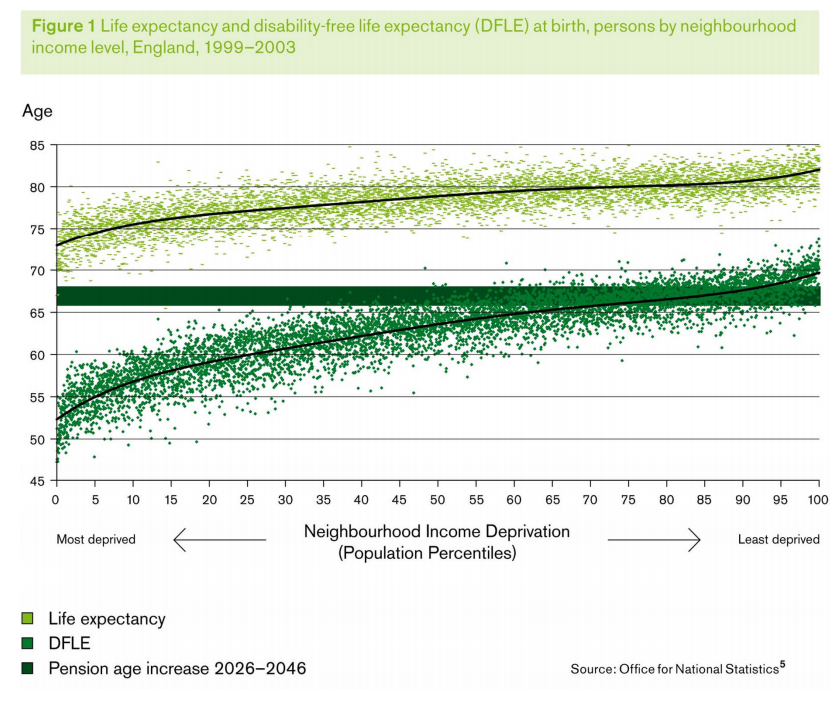 Figure 1 Life expectancy and disability-free life expectancy (DFLE) at birth, persons by neighbourhood
income level, England, 1999–2003
Age
85
80
75
70
65
60
55
50
45
0 5 10 15 20 25 30 35 40 45 50 55 60 65 70 75 80 85 90 95 100
Most deprived
Neighbourhood Income Deprivation
(Population Percentiles)
Least deprived
Life expectancy
DFLE
Pension age increase 2026–2046
Source: Office for National Statistics5